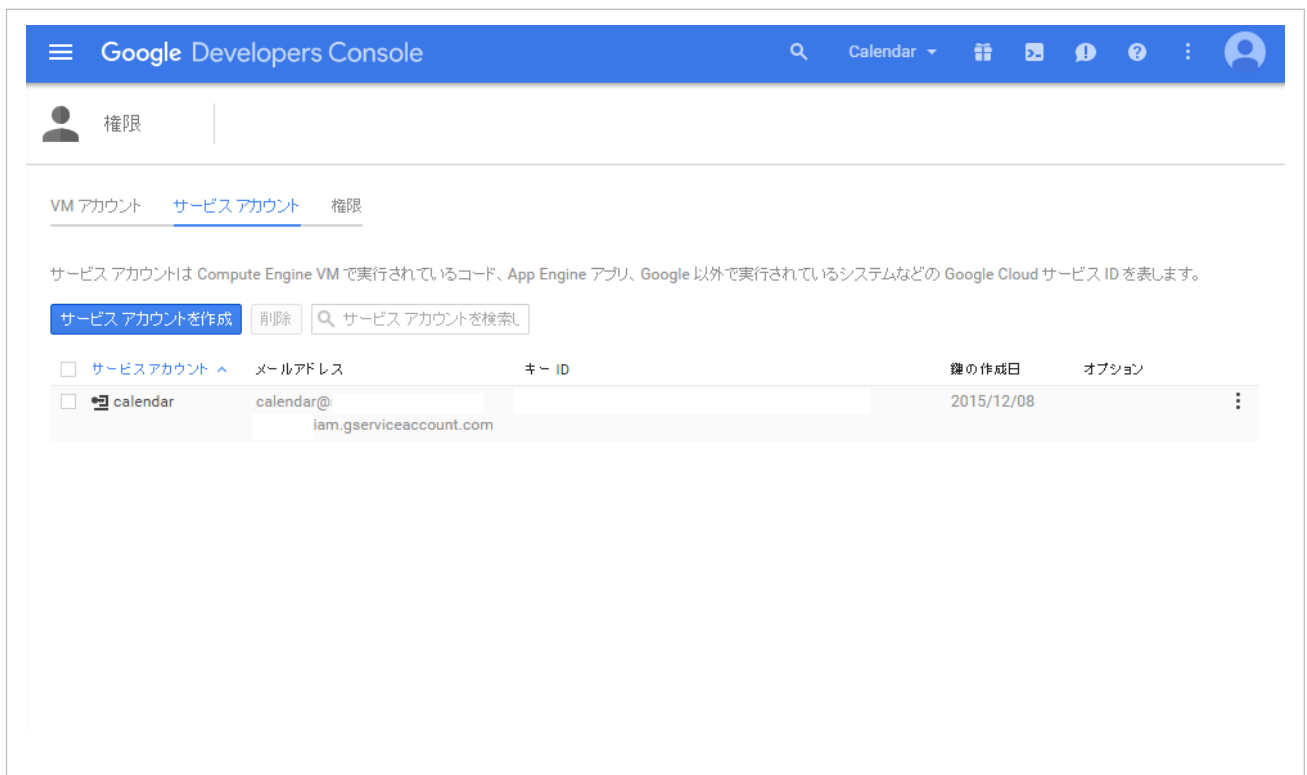 Google Developers Console
Calendar
権限
VM アカウント サービス アカウント 権限
サービス アカウントは Compute Engine VM で実行されているコード、App Engine アプリ、Google 以外で実行されているシステムなどの Google Cloud サービス ID を表します。
サービス アカウントを作成 削除 サービス アカウントを検索し
サービス アカウント メールアドレス キー ID 鍵の作成日 オプション
calendar calendar@ 2015/12/08
iam.gserviceaccount.com